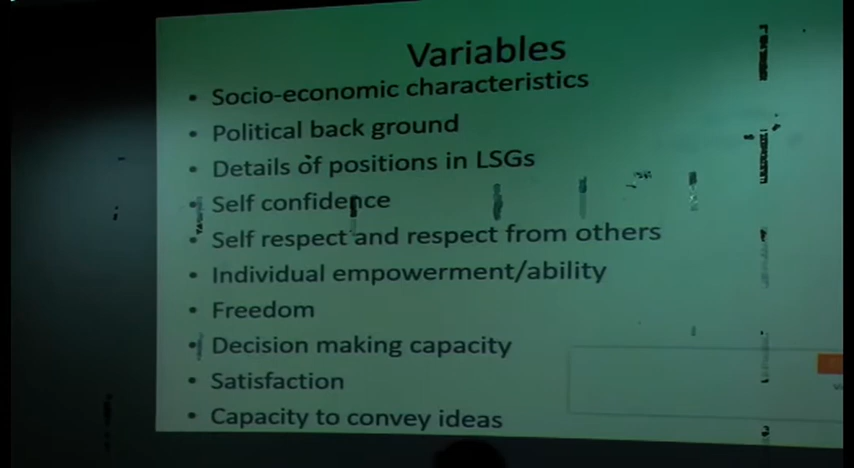 Variables
• Socio-economic characteristics
• Political back ground
• Details of positions in LSGs
• Self confidence
• Self respect and respect from others
• Individual empowerment/ability
• Freedom
• Decision making capacity
• Satisfaction
• Capacity to convey ideas